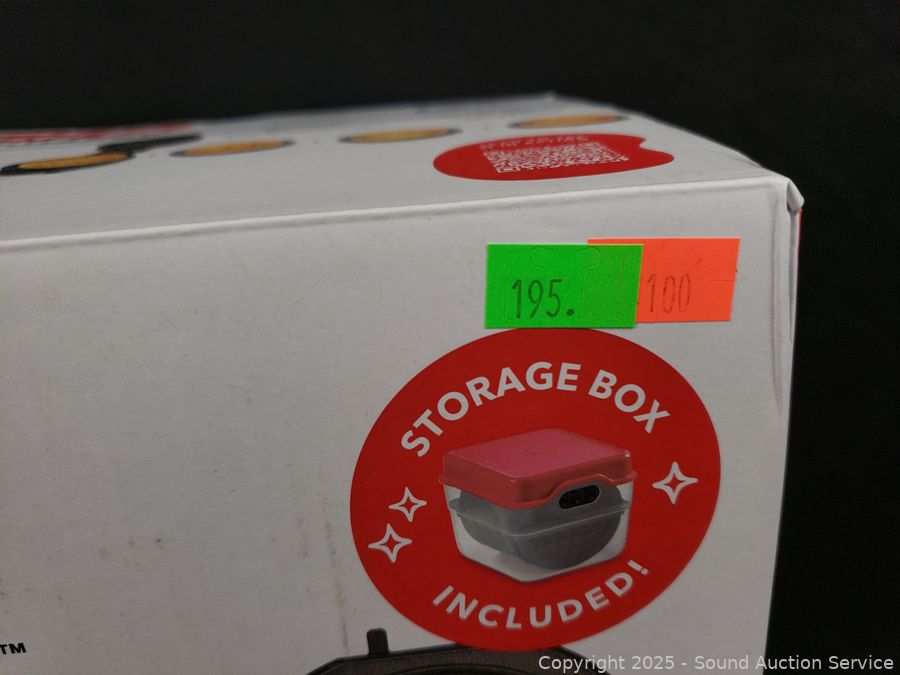 195.
100
STORAGE BOX
INCLUDED!
TM
Copyright © 2025 - Sound Auction Service